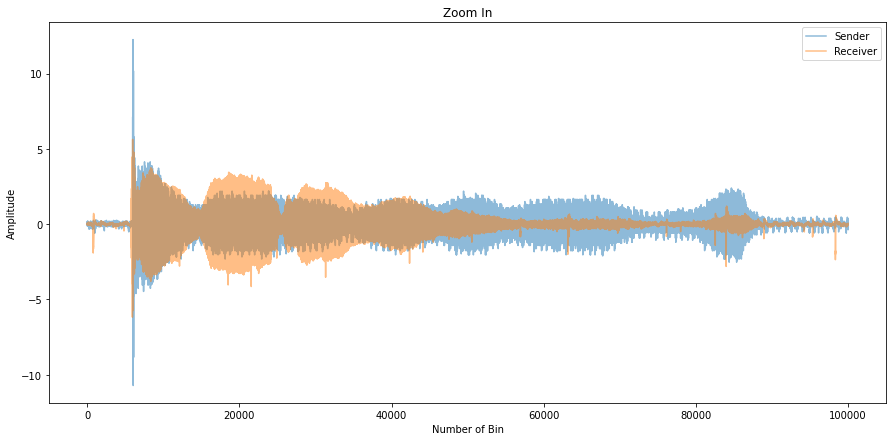 Zoom In
Sender
Receiver
Amplitude
10
5
0
−5
−10
0
20000
40000
60000
80000
100000
Number of Bin